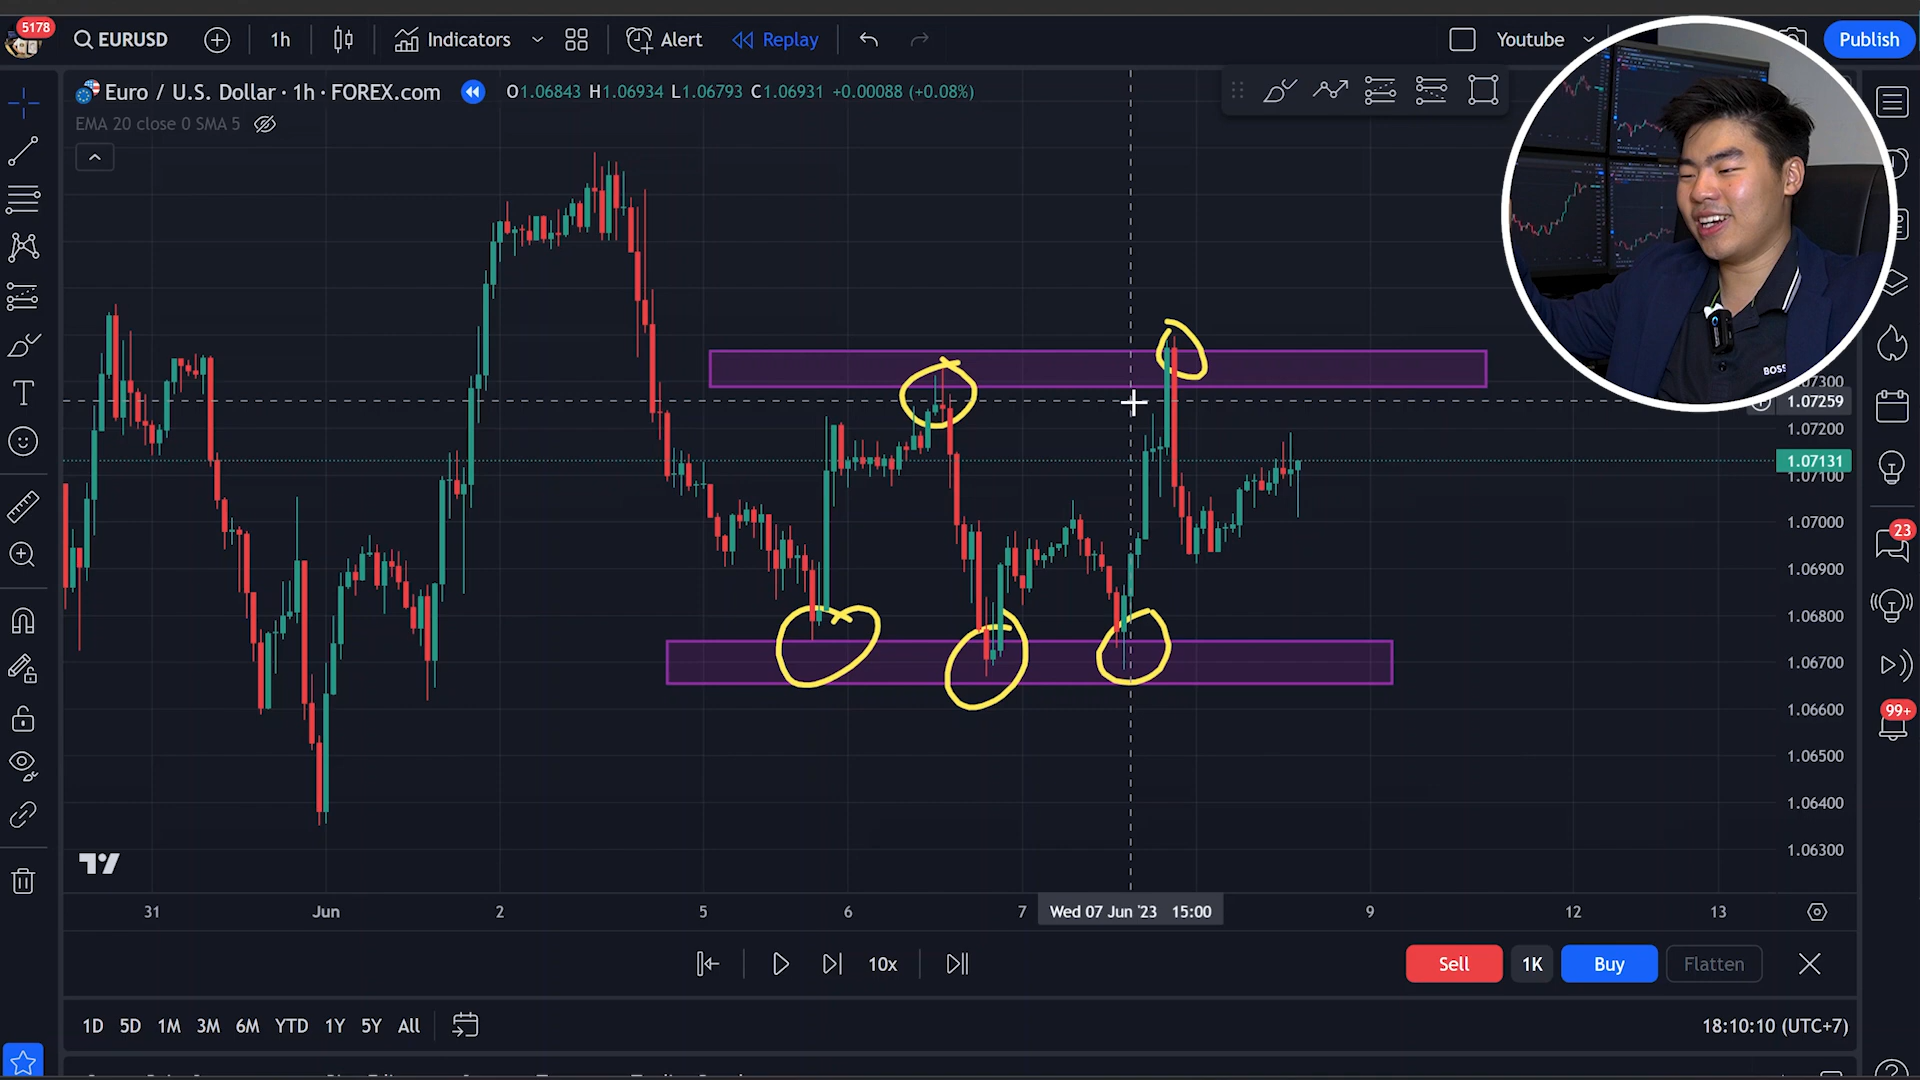 5178
EURUSD
1h
Indicators
Alert
Replay
Youtube
Publish
Euro / U.S. Dollar · 1h · FOREX.com
O1.06843 H1.06934 L1.06793 C1.06931 +0.00088 (+0.08%)
EMA 20 close 0 SMA 5
BOSS
1.07259
1.07200
1.07131
1.07100
1.07000
1.06900
1.06800
1.06700
1.06600
1.06500
1.06400
1.06300
23
99+
31
Jun
2
5
6
7
Wed 07 Jun '23 15:00
9
12
13
10x
Sell
1K
Buy
Flatten
1D 5D 1M 3M 6M YTD 1Y 5Y All
18:10:10 (UTC+7)